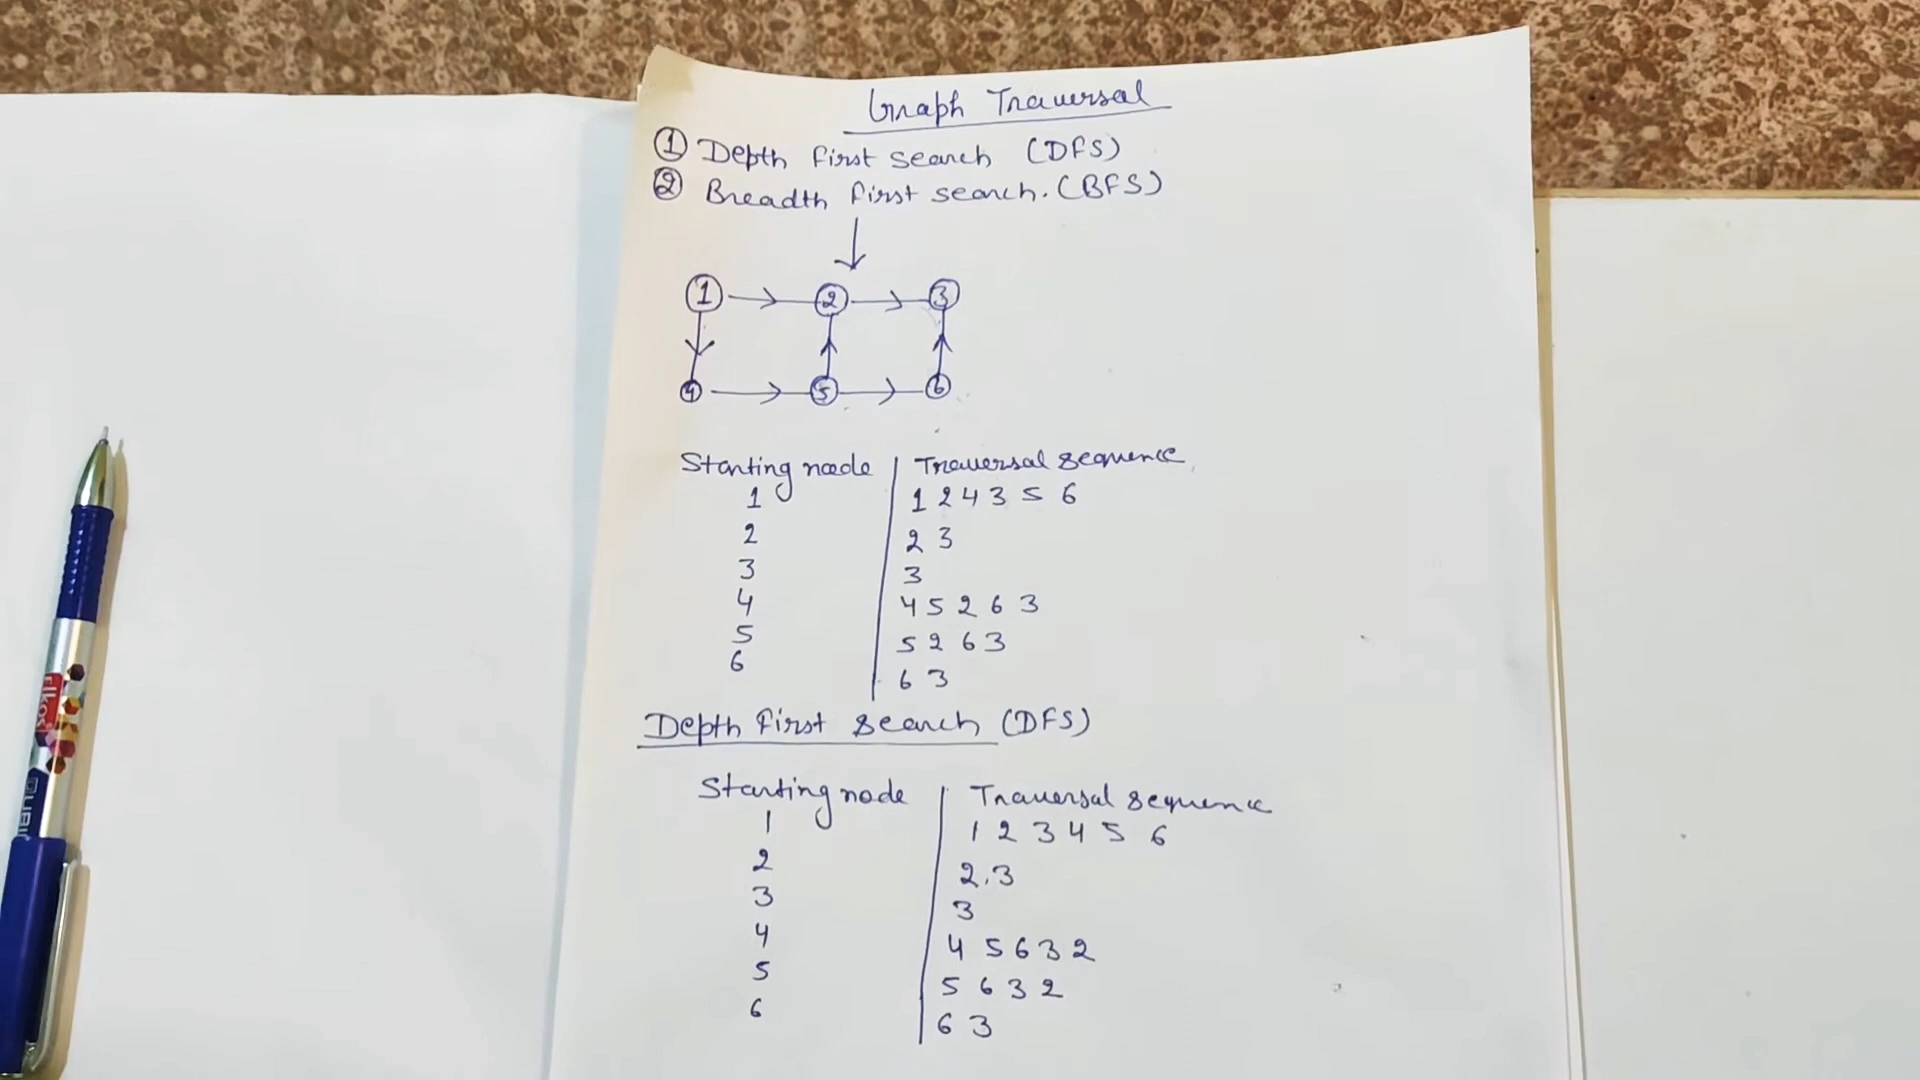 Graph Traversal
① Depth first search (DFS)
② Breadth first search. (BFS)
1 2 3
4 5 6
Starting node | Traversal sequence
1 | 1 2 4 3 5 6
2 | 2 3
3 | 3
4 | 4 5 2 6 3
5 | 5 2 6 3
6 | 6 3
Depth first search (DFS)
Starting node | Traversal sequence
1 | 1 2 3 4 5 6
2 | 2,3
3 | 3
4 | 4 5 6 3 2
5 | 5 6 3 2
6 | 6 3
elkos